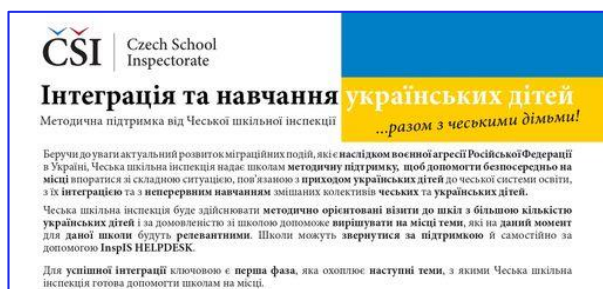 ČSI
Czech School
Inspectorate
Інтеграція та навчання українських дітей
Методична підтримка від Чеської шкільної інспекції
...разом з чеськими дімьми!
Беручи до уваги актуальний розвиток міграційних подій, які є наслідком воєнної агресії Російської Федерації
в Україні, Чеська шкільна інспекція надає школам методичну підтримку, щоб допомогти безпосередньо на
місці впоратися зі складною ситуацією, пов'язаною з приходом українських дітей до чеської системи освіти,
з їх інтеграцією та з неперервним навчанням змішаних колективів чеських та українських дітей.
Чеська шкільна інспекція буде здійснювати методично орієнтовані візити до шкіл з більшою кількістю
українських дітей і за домовленістю зі школою допоможе вирішувати на місці теми, які на даний момент
для даної школи будуть релевантними. Школи можуть звернутися за підтримкою й самостійно за
допомогою InspIS HELPDESK.
Для успішної інтеграції ключовою є перша фаза, яка охоплює наступні теми, з якими Чеська шкільна
інспекція готова допомогти школам на місці.